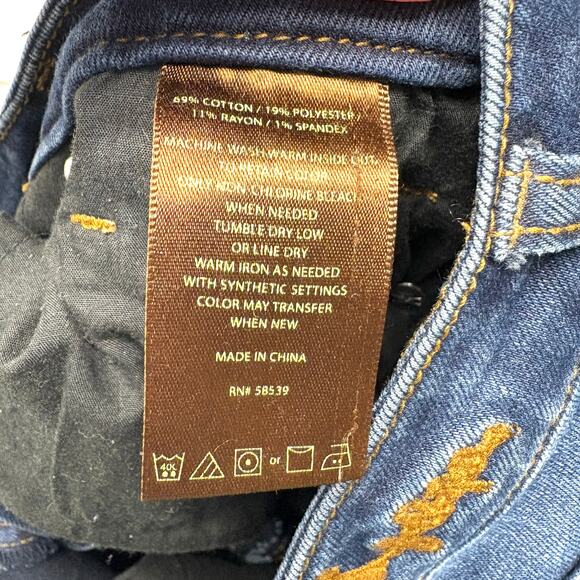 69% COTTON / 19% POLYESTER /
11% RAYON / 1% SPANDEX
MACHINE WASH WARM INSIDE OUT
TO RETAIN COLOR
ONLY NON-CHLORINE BLEACH
WHEN NEEDED
TUMBLE DRY LOW
OR LINE DRY
WARM IRON AS NEEDED
WITH SYNTHETIC SETTINGS
COLOR MAY TRANSFER
WHEN NEW
MADE IN CHINA
RN# 58539
or